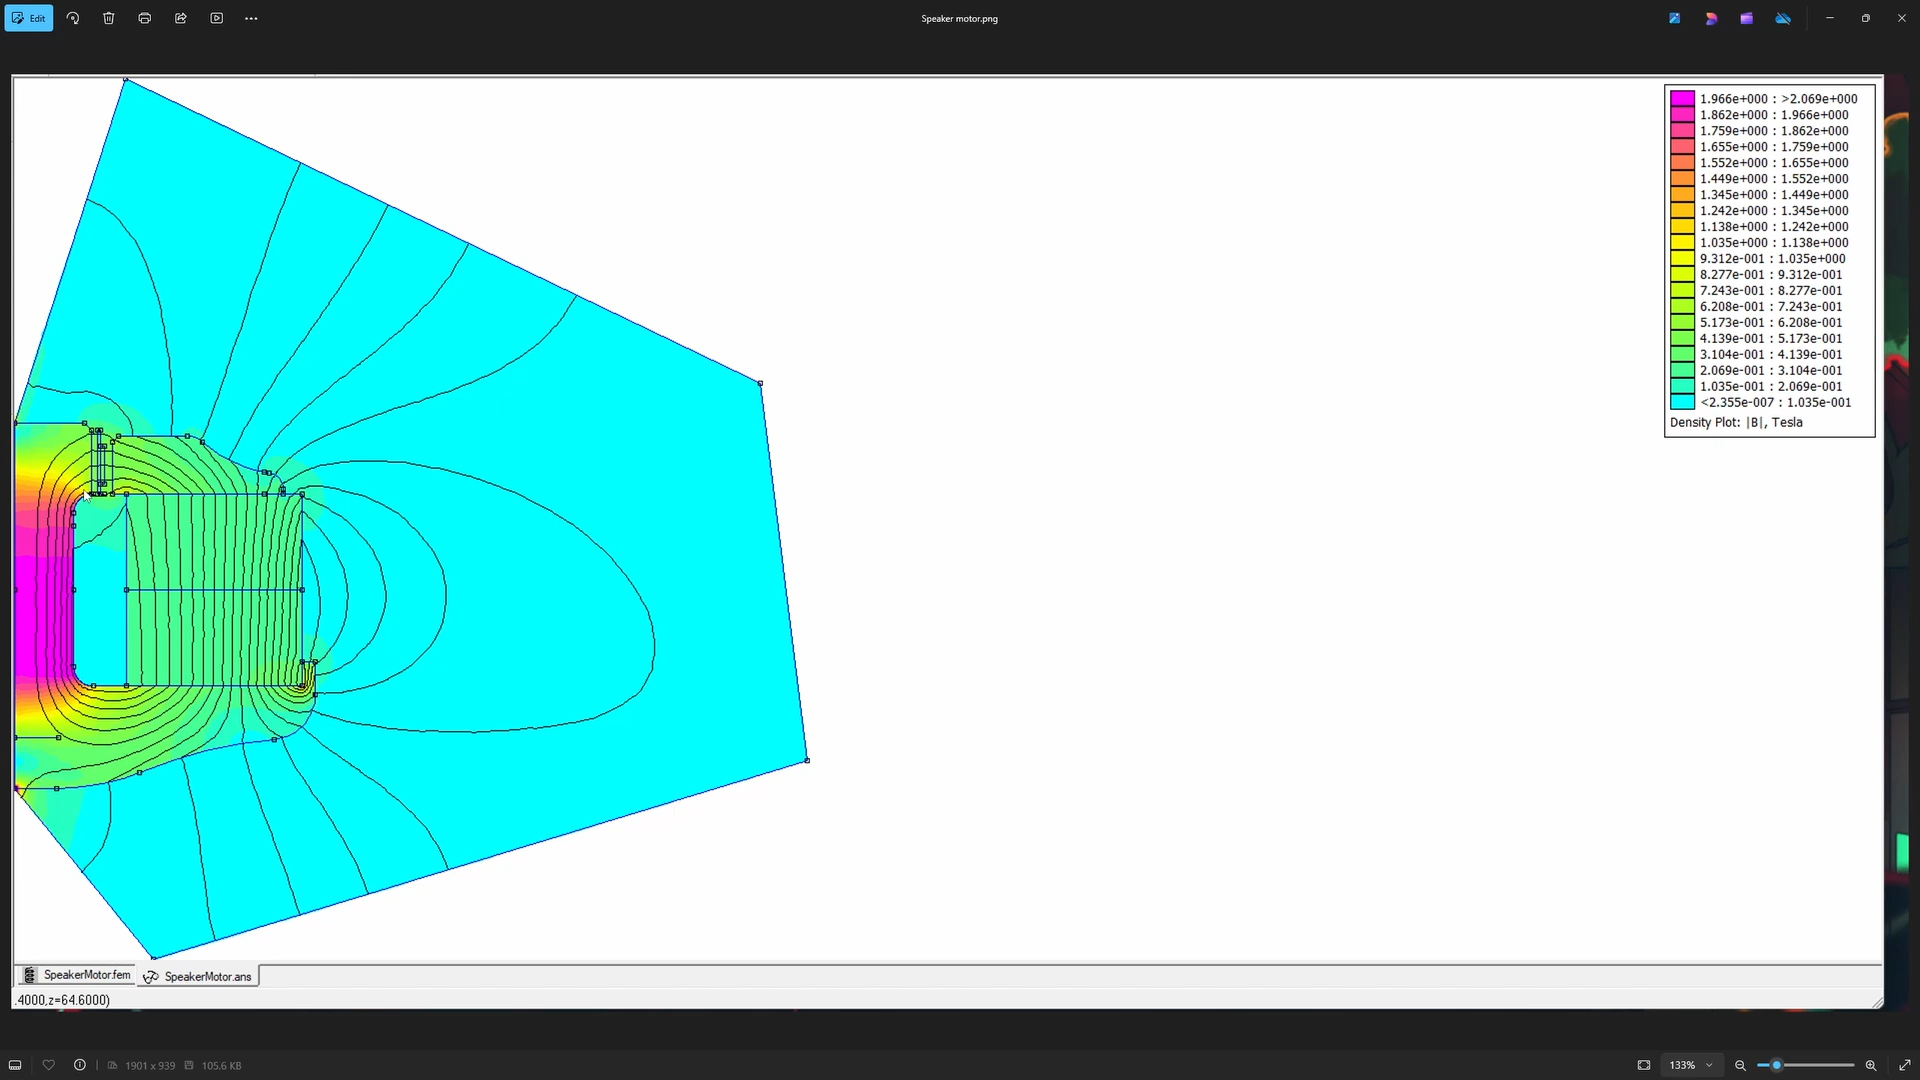 Edit
Speaker motor.png
1.966e+000 : >2.069e+000
1.862e+000 : 1.966e+000
1.759e+000 : 1.862e+000
1.655e+000 : 1.759e+000
1.552e+000 : 1.655e+000
1.449e+000 : 1.552e+000
1.345e+000 : 1.449e+000
1.242e+000 : 1.345e+000
1.138e+000 : 1.242e+000
1.035e+000 : 1.138e+000
9.312e-001 : 1.035e+000
8.277e-001 : 9.312e-001
7.243e-001 : 8.277e-001
6.208e-001 : 7.243e-001
5.173e-001 : 6.208e-001
4.139e-001 : 5.173e-001
3.104e-001 : 4.139e-001
2.069e-001 : 3.104e-001
1.035e-001 : 2.069e-001
<2.355e-007 : 1.035e-001
Density Plot: |B|, Tesla
SpeakerMotor.fem
SpeakerMotor.ans
.4000,z=64.6000)
1901 x 939
105.6 KB
133%